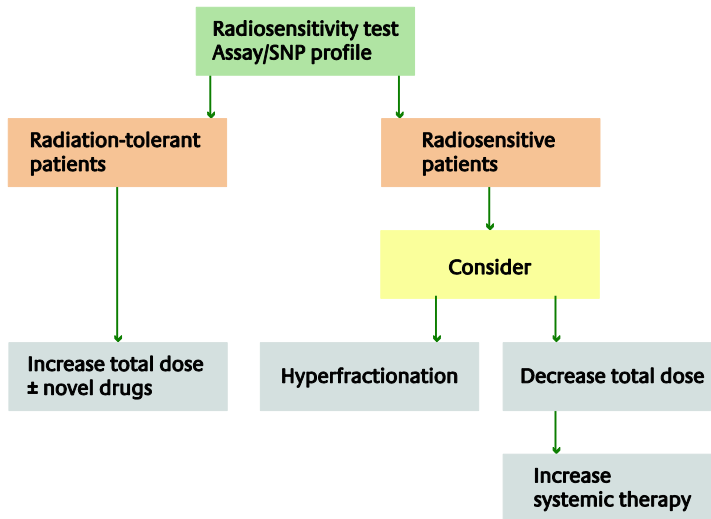 Radiosensitivity test
Assay/SNP profile
Radiation-tolerant
patients
Radiosensitive
patients
Consider
Increase total dose
± novel drugs
Hyperfractionation
Decrease total dose
Increase
systemic therapy